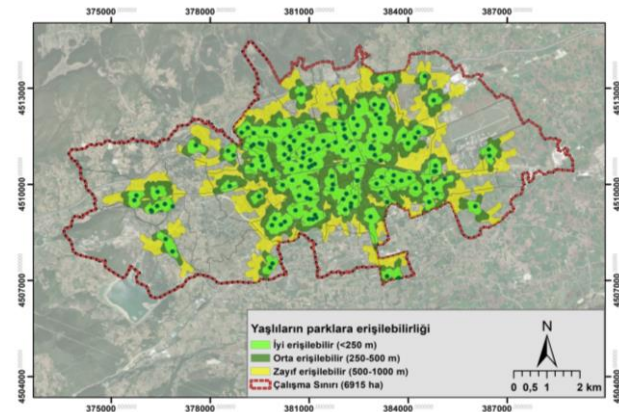 375000 378000 381000 384000 387000
4513000
4510000
4507000
4504000
4513000
4510000
4507000
4504000
Yaşlıların parklara erişilebilirliği
İyi erişilebilir (<250 m)
Orta erişilebilir (250-500 m)
Zayıf erişilebilir (500-1000 m)
Çalışma Sınırı (6915 ha)
N
0 0,5 1 2 km
375000 378000 381000 384000 387000